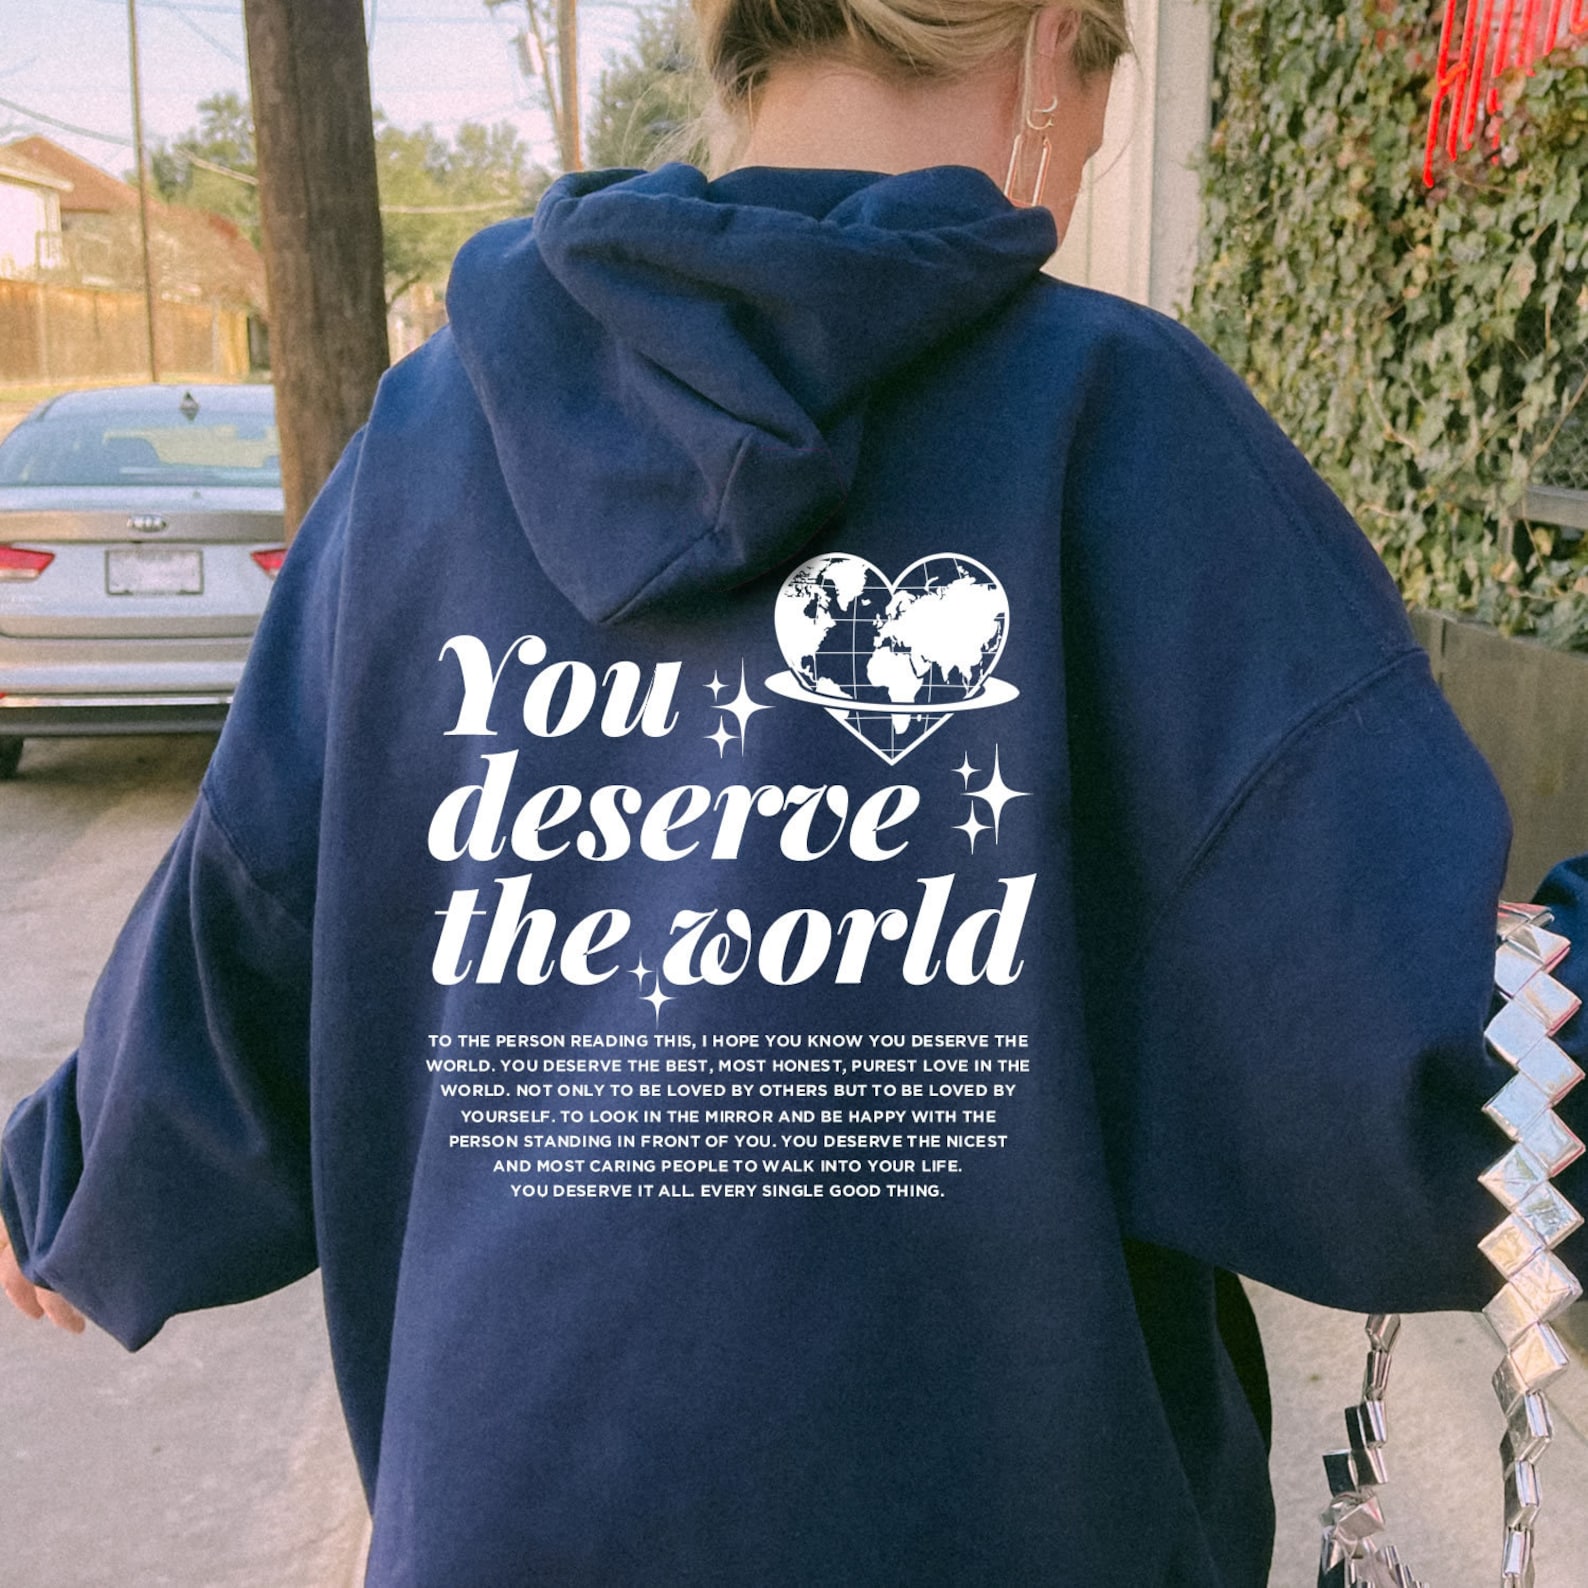 You
deserve
the world
TO THE PERSON READING THIS, I HOPE YOU KNOW YOU DESERVE THE
WORLD. YOU DESERVE THE BEST, MOST HONEST, PUREST LOVE IN THE
WORLD. NOT ONLY TO BE LOVED BY OTHERS BUT TO BE LOVED BY
YOURSELF. TO LOOK IN THE MIRROR AND BE HAPPY WITH THE
PERSON STANDING IN FRONT OF YOU. YOU DESERVE THE NICEST
AND MOST CARING PEOPLE TO WALK INTO YOUR LIFE.
YOU DESERVE IT ALL. EVERY SINGLE GOOD THING.